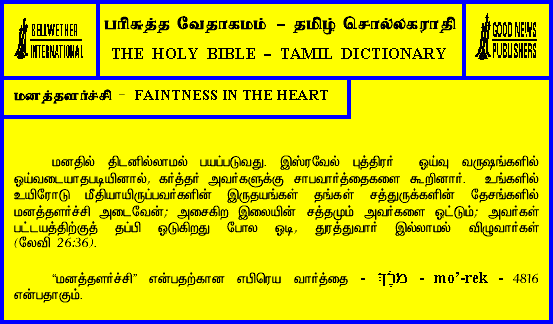 BELLWETHER
INTERNATIONAL
பரிசுத்த வேதாகமம் – தமிழ் சொல்லகராதி
THE HOLY BIBLE – TAMIL DICTIONARY
GOOD NEWS
PUBLISHERS
மனத்தளர்ச்சி – FAINTNESS IN THE HEART
மனதில் திடனில்லாமல் பயப்படுவது. இஸ்ரவேல் புத்திரர் ஓய்வு வருஷங்களில்
ஓய்வடையாதபடியினால், கர்த்தர் அவர்களுக்கு சாபவார்த்தைகளை கூறினார். உங்களில்
உயிரோடு மீதியாயிருப்பவர்களின் இருதயங்கள் தங்கள் சத்துருக்களின் தேசங்களில்
மனத்தளர்ச்சி அடைவேன்; அசைகிற இலையின் சத்தமும் அவர்களை ஓட்டும்; அவர்கள்
பட்டயத்திற்குத் தப்பி ஓடுகிறது போல ஓடி, துரத்துவார் இல்லாமல் விழுவார்கள்
(லேவி 26:36).
“மனத்தளர்ச்சி” என்பதற்கான எபிரெய வார்த்தை - מֹרֶךְ - mo’-rek - 4816
என்பதாகும்.